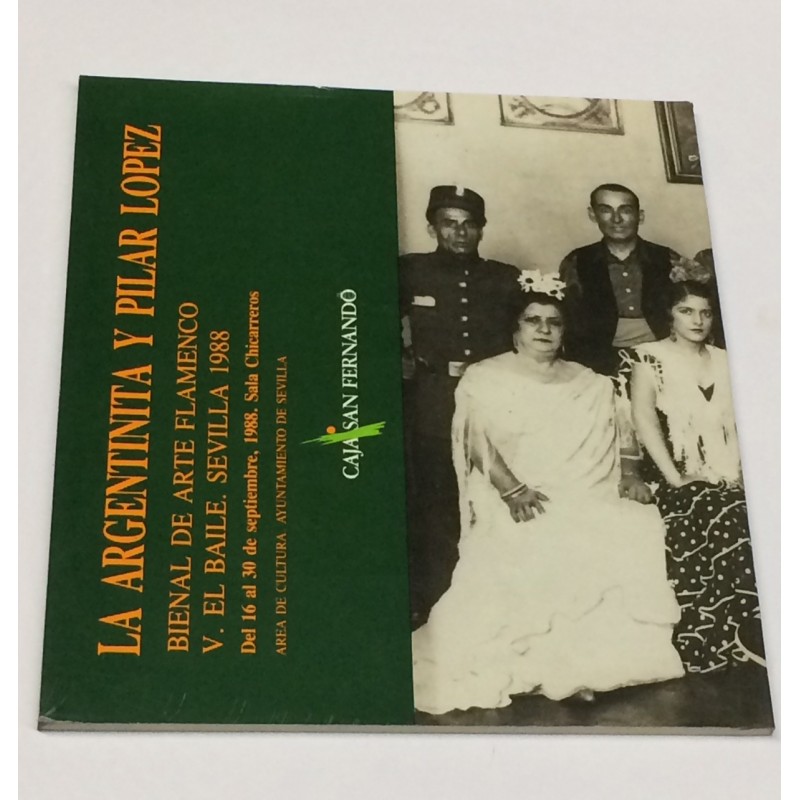 LA ARGENTINITA Y PILAR LOPEZ
BIENAL DE ARTE FLAMENCO
V. EL BAILE. SEVILLA 1988
Del 16 al 30 de septiembre, 1988. Sala Chicarreros
AREA DE CULTURA AYUNTAMIENTO DE SEVILLA
CAJA SAN FERNANDO